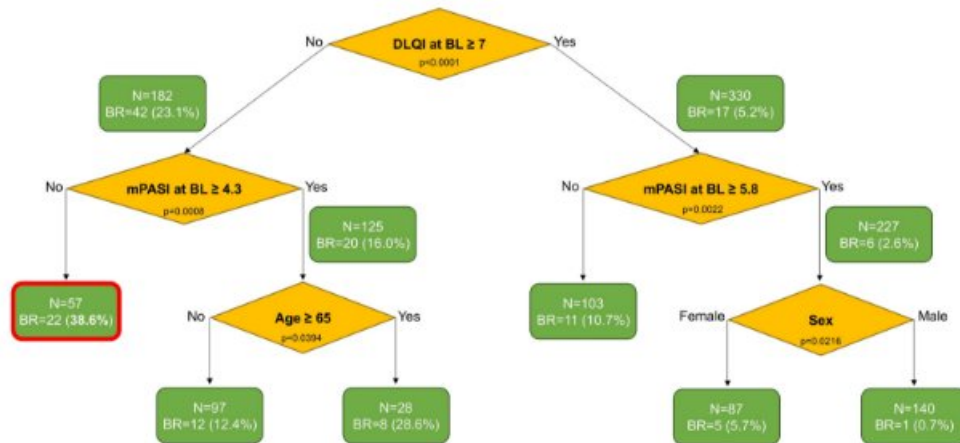 DLQI at BL ≥ 7
p<0.0001
No
Yes
N=182
BR=42 (23.1%)
N=330
BR=17 (5.2%)
mPASI at BL ≥ 4.3
p=0.0008
No
Yes
mPASI at BL ≥ 5.8
p=0.0022
No
Yes
N=125
BR=20 (16.0%)
N=227
BR=6 (2.6%)
N=57
BR=22 (38.6%)
Age ≥ 65
p=0.0394
No
Yes
N=103
BR=11 (10.7%)
Sex
p=0.0216
Female
Male
N=97
BR=12 (12.4%)
N=28
BR=8 (28.6%)
N=87
BR=5 (5.7%)
N=140
BR=1 (0.7%)